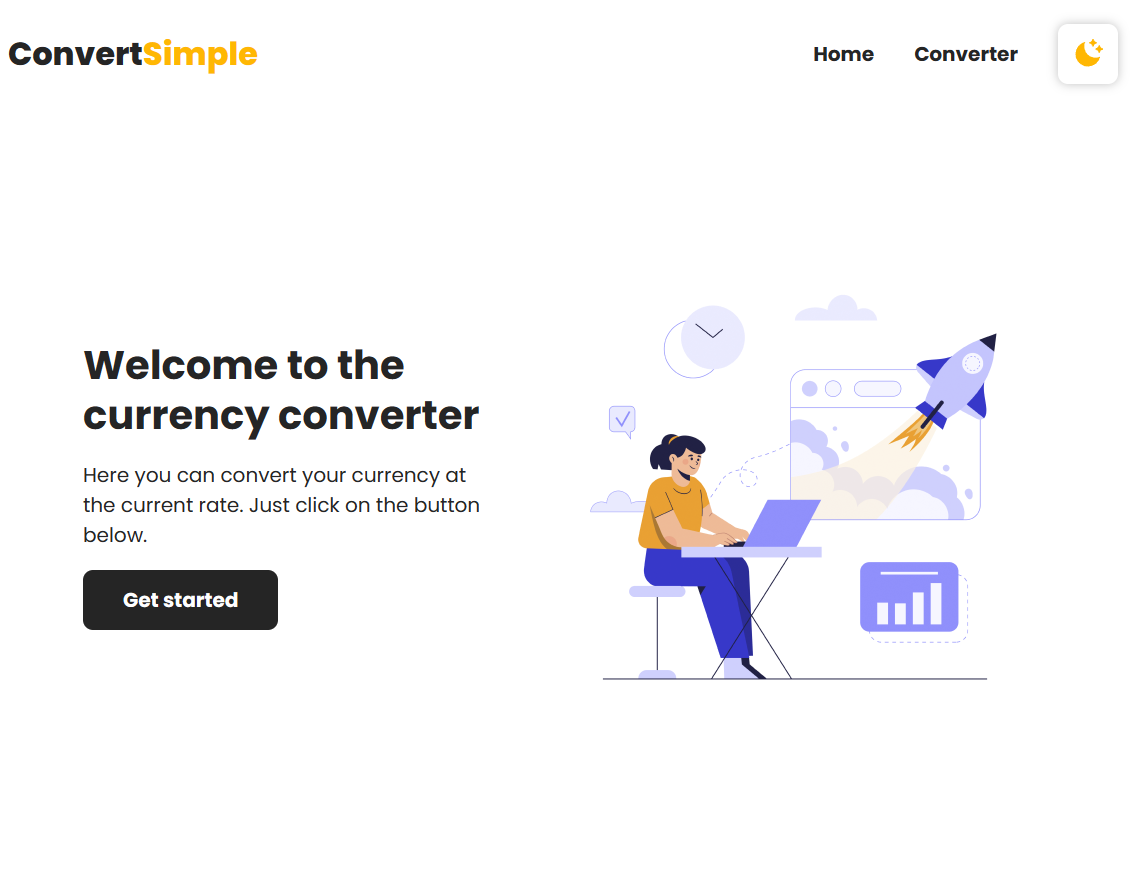 ConvertSimple
Home
Converter
Welcome to the
currency converter
Here you can convert your currency at
the current rate. Just click on the button
below.
Get started